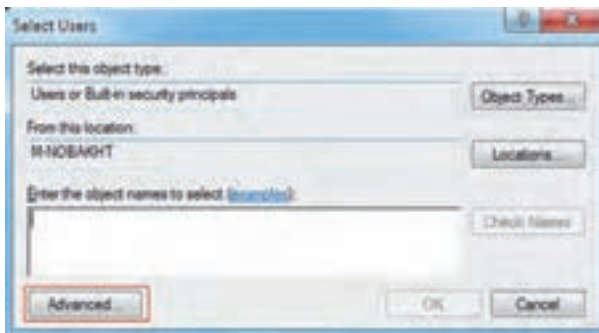 Select Users
Select this object type:
Users or Built-in security principals
Object Types...
From this location:
M-NOBAKHT
Locations...
Enter the object names to select (examples):
Check Names
Advanced...
OK
Cancel